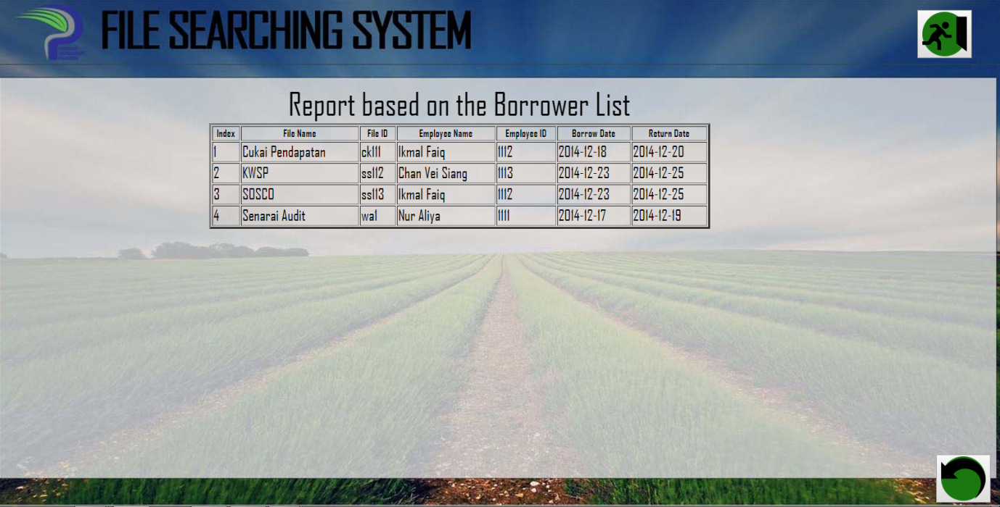 FILE SEARCHING SYSTEM
Report based on the Borrower List
Index File Name File ID Employee Name Employee ID Borrow Date Return Date
1 Cukai Pendapatan ck111 Ikmal Faiq 1112 2014-12-18 2014-12-20
2 KWSP ss112 Chan Vei Siang 1113 2014-12-23 2014-12-25
3 SOSCO ss113 Ikmal Faiq 1112 2014-12-23 2014-12-25
4 Senarai Audit wa1 Nur Aliya 1111 2014-12-17 2014-12-19